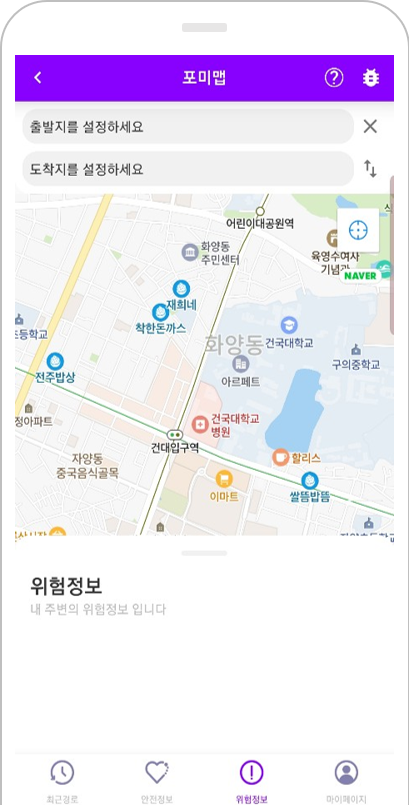 포미맵
출발지를 설정하세요
도착지를 설정하세요
어린이대공원역
화양동
주민센터
육영수여사
기념관
NAVER
재희네
착한돈까스
화양동
건국대학교
초등학교
구의중학교
전주밥상
아르페트
정아파트
건국대학교
병원
건대입구역
자양동
중국음식골목
할리스
이마트
쌀뜸밥뜸
위험정보
내 주변의 위험정보 입니다
최근경로
안전정보
위험정보
마이페이지